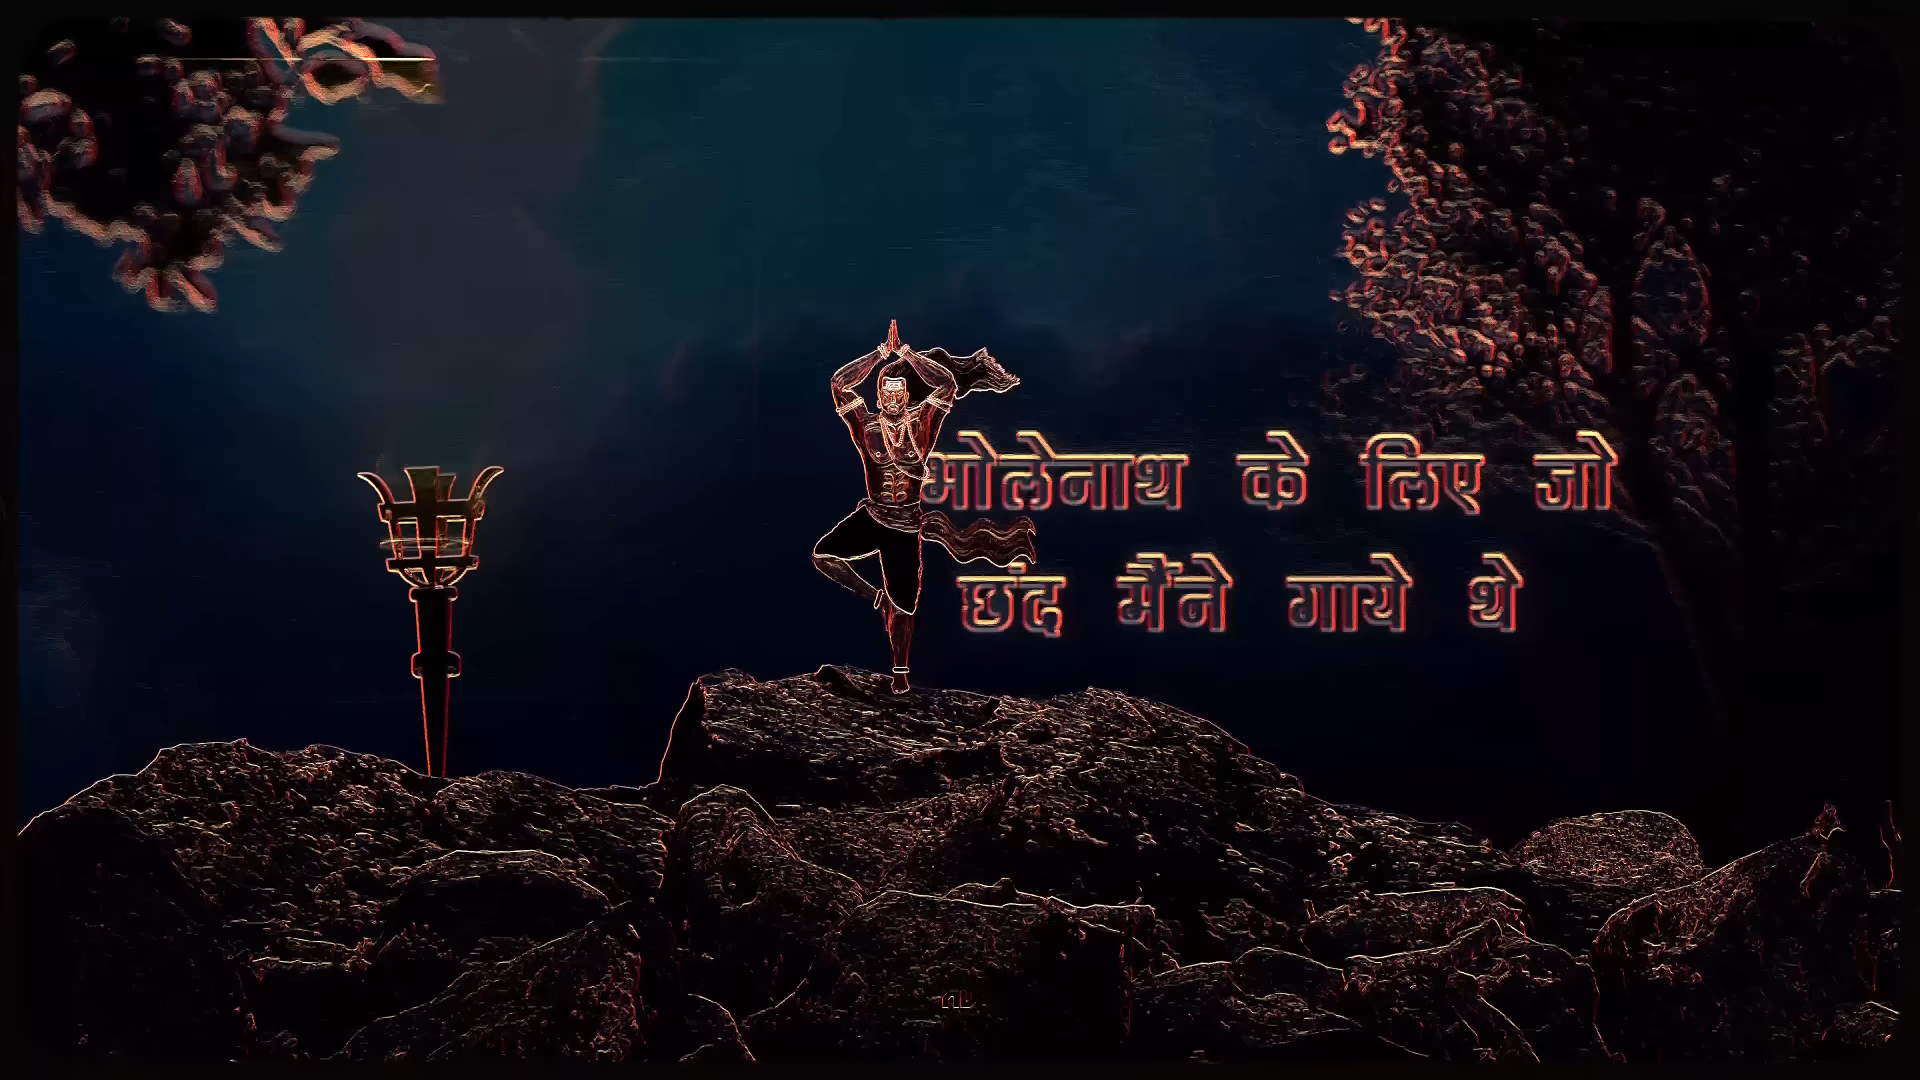 भोलेनाथ के लिए जो
छंद मैंने गाये थे